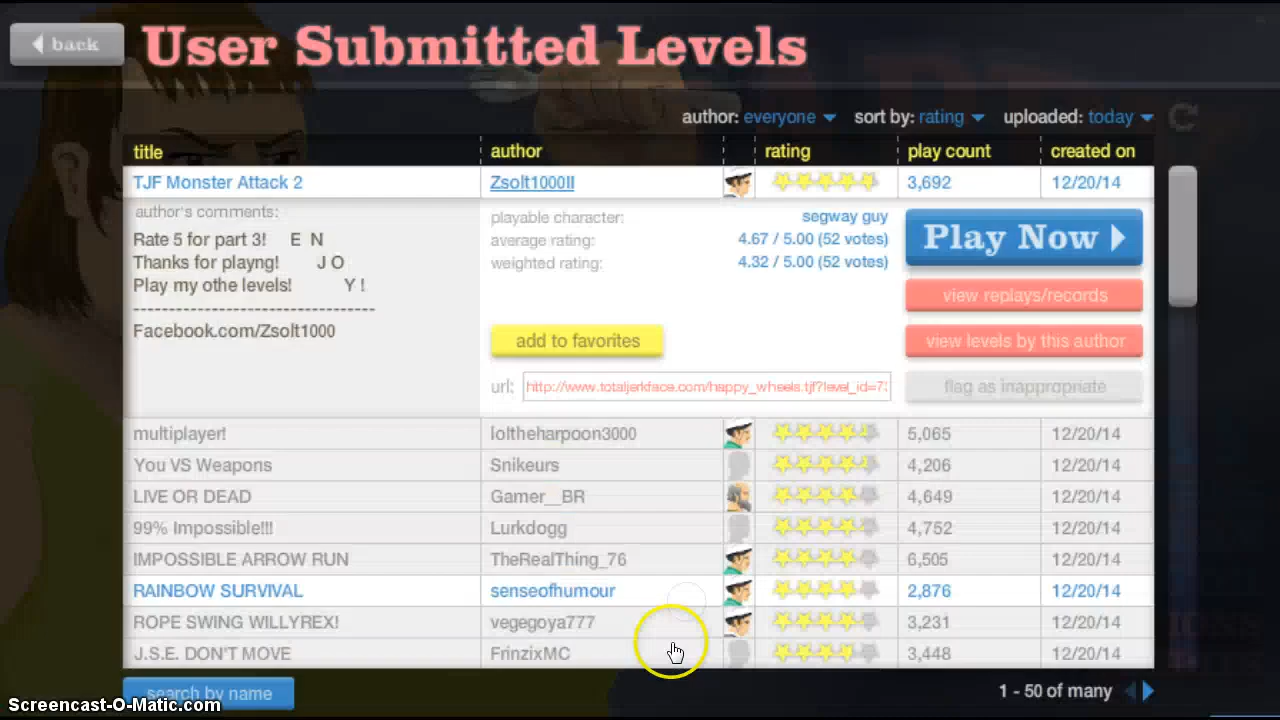 back
User Submitted Levels
author: everyone sort by: rating uploaded: today
title author rating play count created on
TJF Monster Attack 2 Zsolt1000II 3,692 12/20/14
author's comments:
Rate 5 for part 3! E N
Thanks for playng! J O
Play my othe levels! Y !
---------------------------------
Facebook.com/Zsolt1000
playable character: segway guy
average rating: 4.67 / 5.00 (52 votes)
weighted rating: 4.32 / 5.00 (52 votes)
add to favorites
url: http://www.totaljerkface.com/happy_wheels.tjf?level_id=7
Play Now
view replays/records
view levels by this author
flag as inappropriate
multiplayer! loltheharpoon3000 5,065 12/20/14
You VS Weapons Snikeurs 4,206 12/20/14
LIVE OR DEAD Gamer__BR 4,649 12/20/14
99% Impossible!!! Lurkdogg 4,752 12/20/14
IMPOSSIBLE ARROW RUN TheRealThing_76 6,505 12/20/14
RAINBOW SURVIVAL senseofhumour 2,876 12/20/14
ROPE SWING WILLYREX! vegegoya777 3,231 12/20/14
J.S.E. DON'T MOVE FrinzixMC 3,448 12/20/14
search by name 1 - 50 of many
Screencast-O-Matic.com